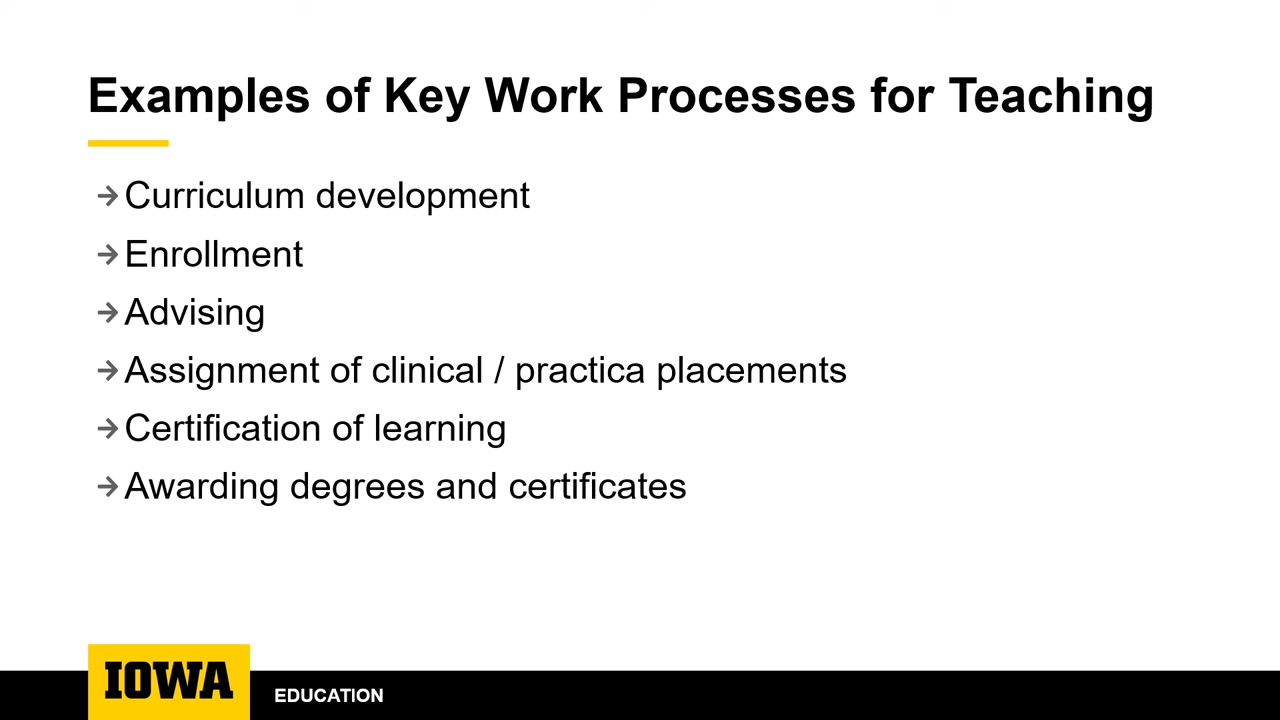 Examples of Key Work Processes for Teaching
→Curriculum development
→Enrollment
→Advising
→Assignment of clinical / practica placements
→Certification of learning
→Awarding degrees and certificates
IOWA
EDUCATION